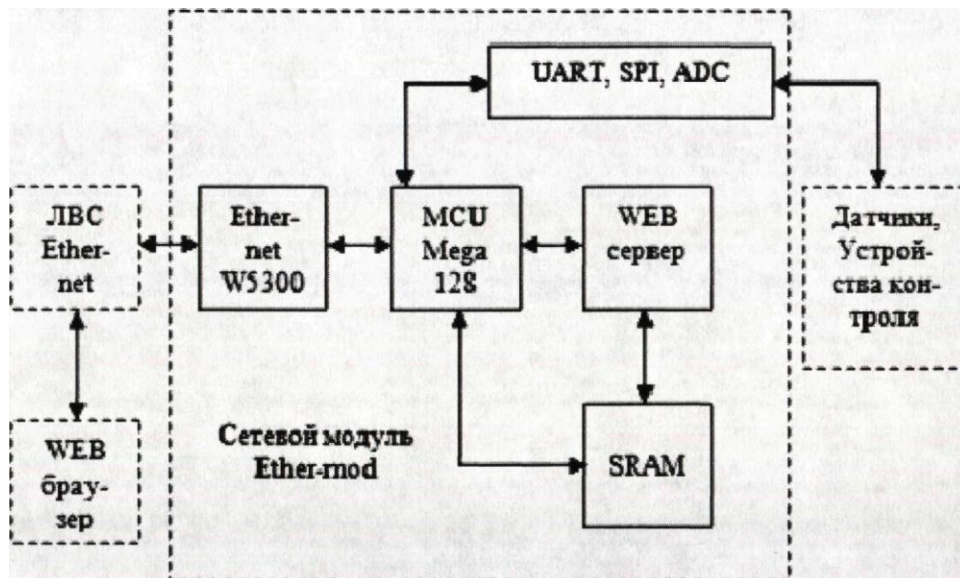 UART, SPI, ADC
ЛВС
Ether-
net
Ether-
net
W5300
MCU
Mega
128
WEB
сервер
Датчики,
Устрой-
ства кон-
троля
WEB
брау-
зер
Сетевой модуль
Ether-mod
SRAM